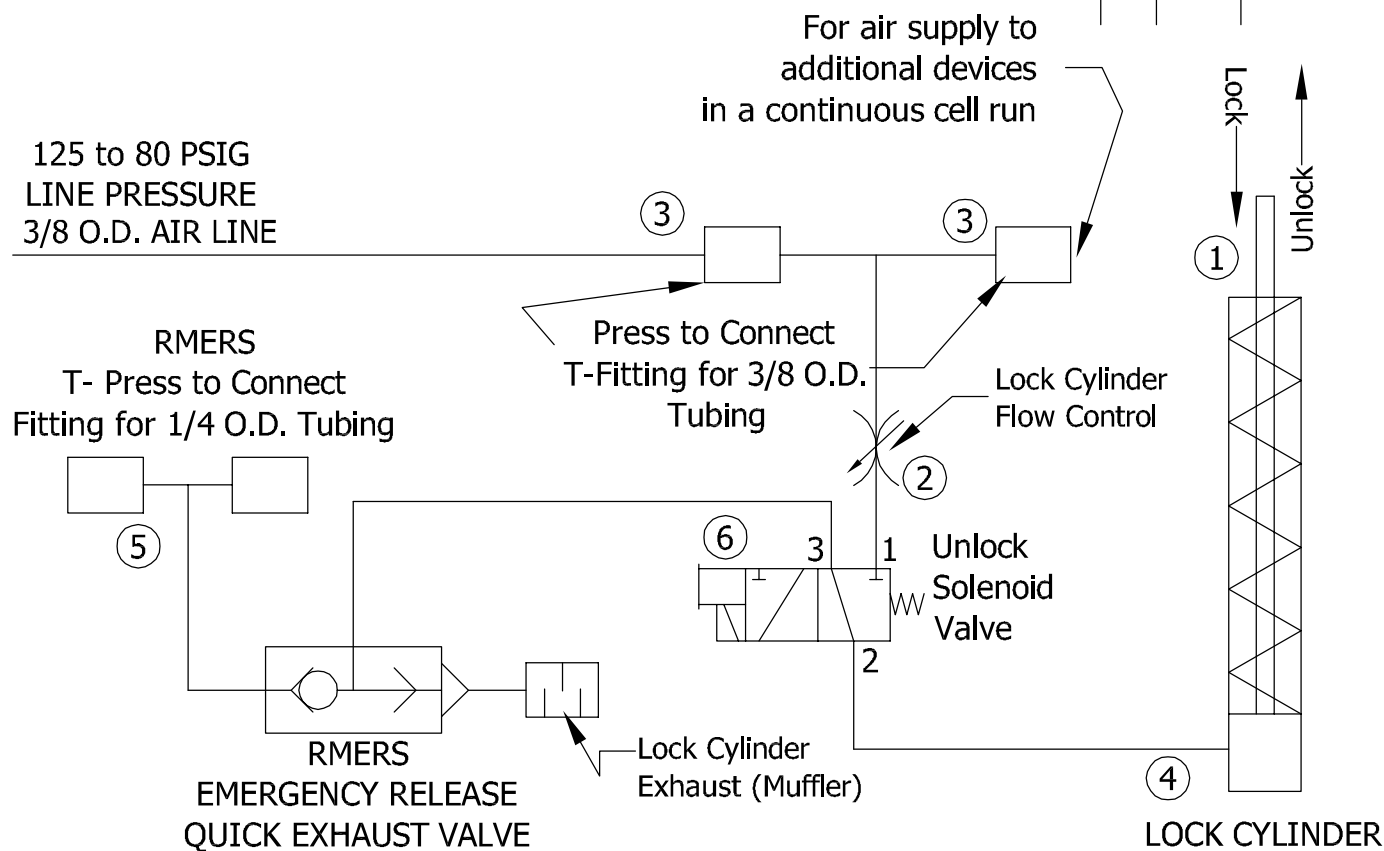 For air supply to
additional devices
in a continuous cell run
Lock
Unlock
125 to 80 PSIG
LINE PRESSURE
3/8 O.D. AIR LINE
3
3
1
Press to Connect
T-Fitting for 3/8 O.D.
Tubing
RMERS
T- Press to Connect
Fitting for 1/4 O.D. Tubing
Lock Cylinder
Flow Control
2
5
6
3
1
Unlock
Solenoid
Valve
2
RMERS
EMERGENCY RELEASE
QUICK EXHAUST VALVE
Lock Cylinder
Exhaust (Muffler)
4
LOCK CYLINDER